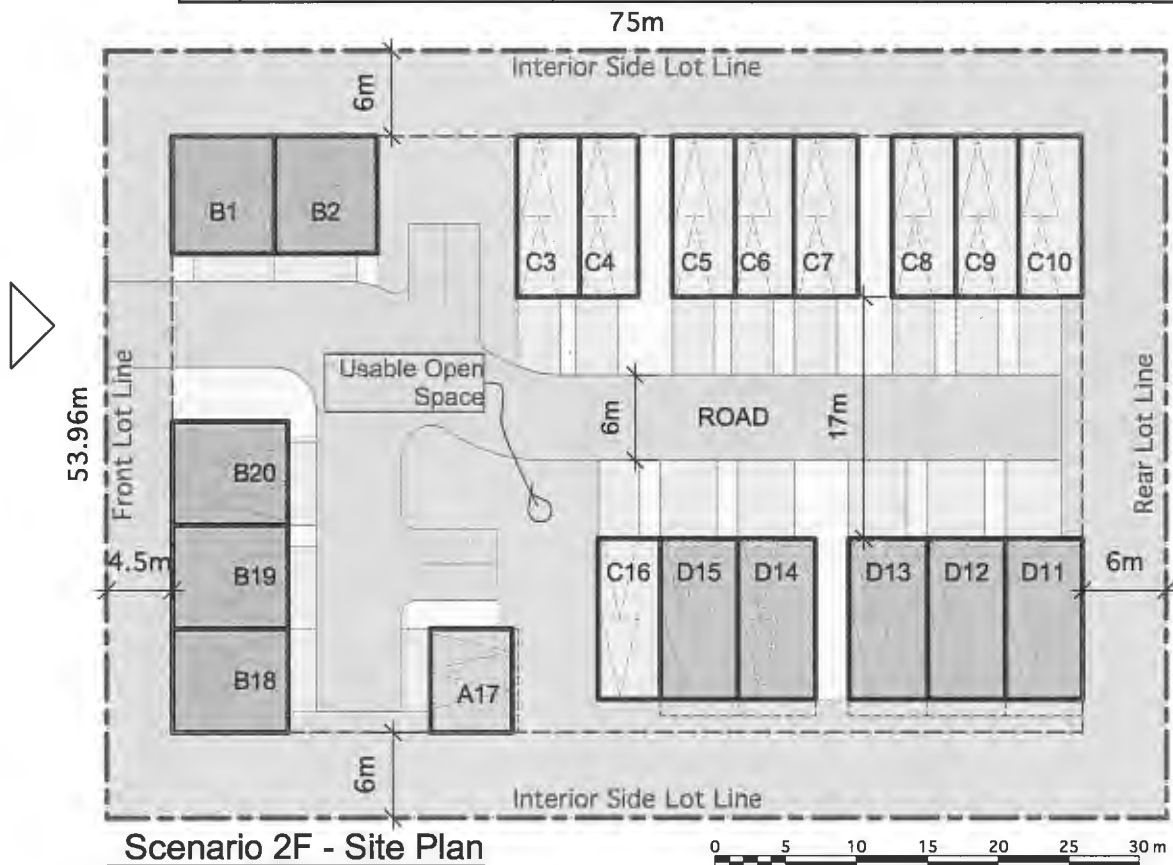 75m
Interior Side Lot Line
6m
B1
B2
C3
C4
C5
C6
C7
C8
C9
C10
Front Lot Line
53.96m
Usable Open
Space
6m
ROAD
17m
Rear Lot Line
B20
4.5m
B19
C16
D15
D14
D13
D12
D11
6m
B18
A17
6m
Interior Side Lot Line
Scenario 2F - Site Plan
0 5 10 15 20 25 30 m